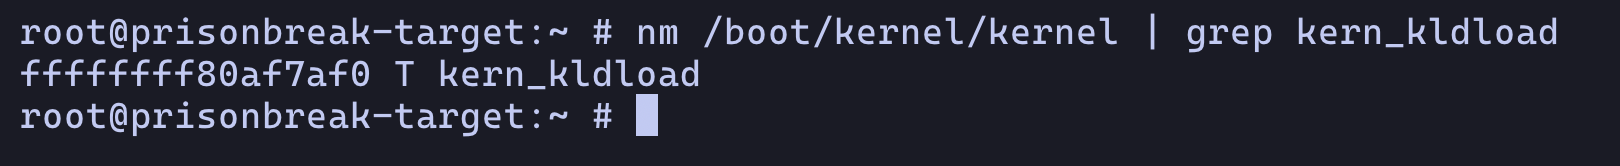 root@prisonbreak-target:~ # nm /boot/kernel/kernel | grep kern_kldload
ffffffff80af7af0 T kern_kldload
root@prisonbreak-target:~ #